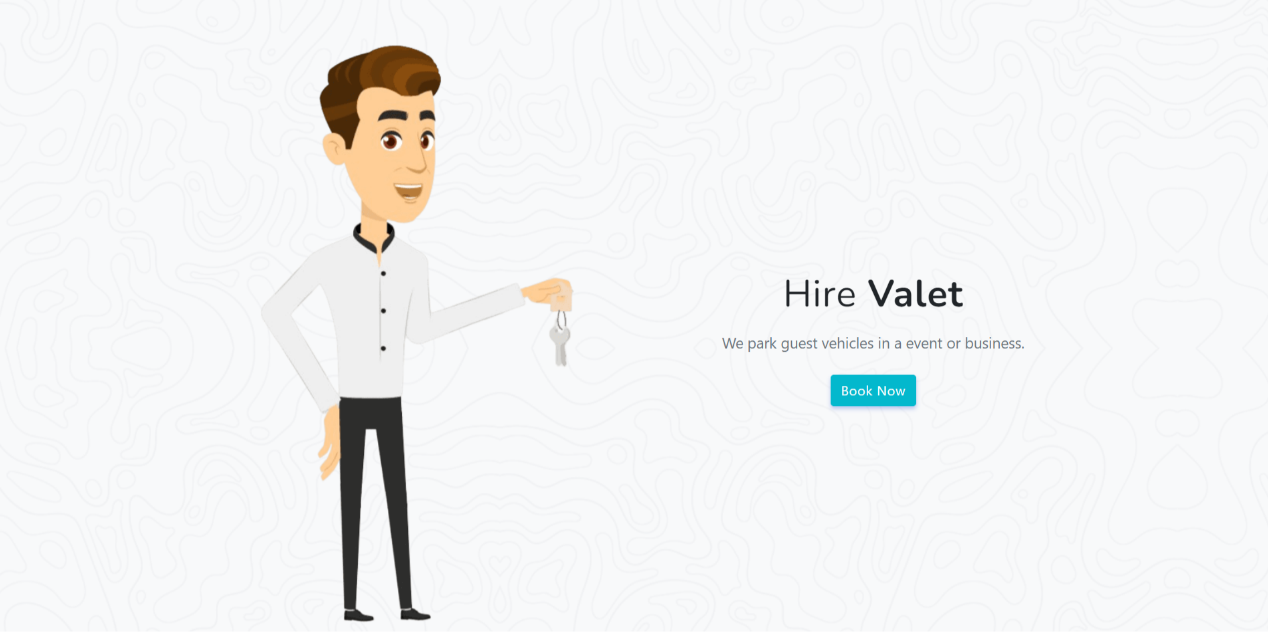 Hire Valet
We park guest vehicles in a event or business.
Book Now